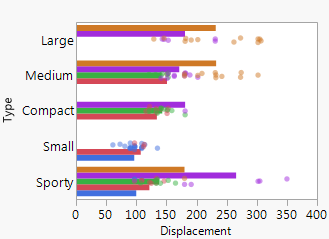 Large
Medium
Compact
Small
Sporty
Type
0 50 100 150 200 250 300 350 400
Displacement